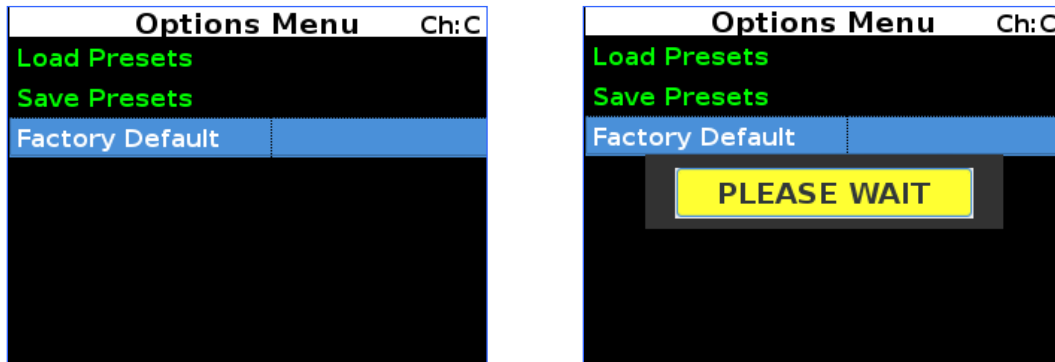 Options Menu Ch:C
Load Presets
Save Presets
Factory Default
Options Menu Ch:C
Load Presets
Save Presets
Factory Default
PLEASE WAIT